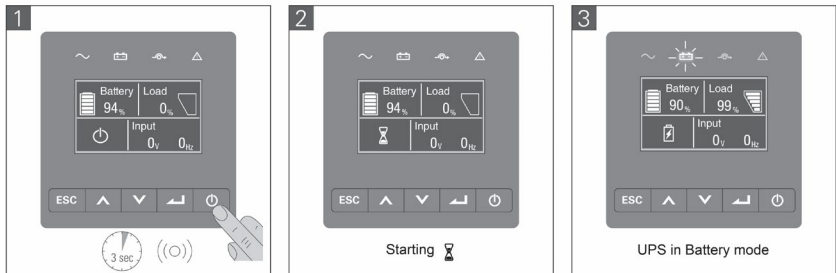 1
Battery Load
94% 0%
Input
0V 0Hz
ESC
3 sec
2
Battery Load
94% 0%
Input
0V 0Hz
ESC
Starting
3
Battery Load
90% 99%
Input
0V 0Hz
ESC
UPS in Battery mode